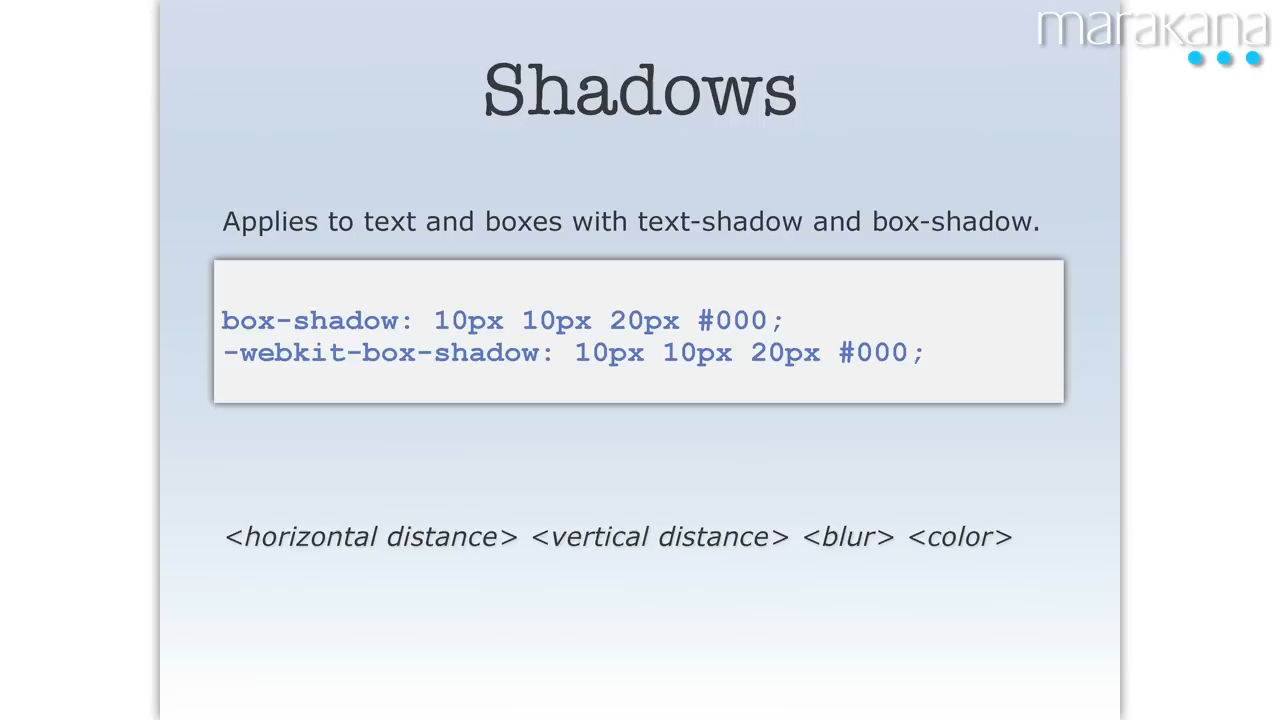 marakana
Shadows
Applies to text and boxes with text-shadow and box-shadow.
box-shadow: 10px 10px 20px #000;
-webkit-box-shadow: 10px 10px 20px #000;
<horizontal distance> <vertical distance> <blur> <color>